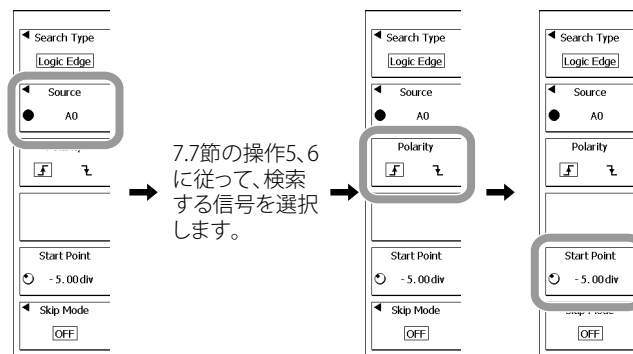 Search Type
Logic Edge
Source
A0
Polarity
Start Point
-5.00div
Skip Mode
OFF
7.7節の操作5、6
に従って、検索
する信号を選択
します。
Search Type
Logic Edge
Source
A0
Polarity
Start Point
-5.00div
Skip Mode
OFF
Search Type
Logic Edge
Source
A0
Polarity
Start Point
-5.00div
Skip Mode
OFF